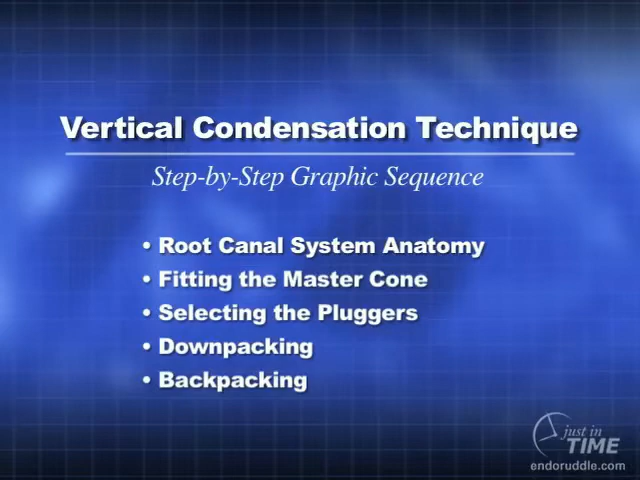 Vertical Condensation Technique
Step-by-Step Graphic Sequence
• Root Canal System Anatomy
• Fitting the Master Cone
• Selecting the Pluggers
• Downpacking
• Backpacking
just in
TIME
endoruddle.com